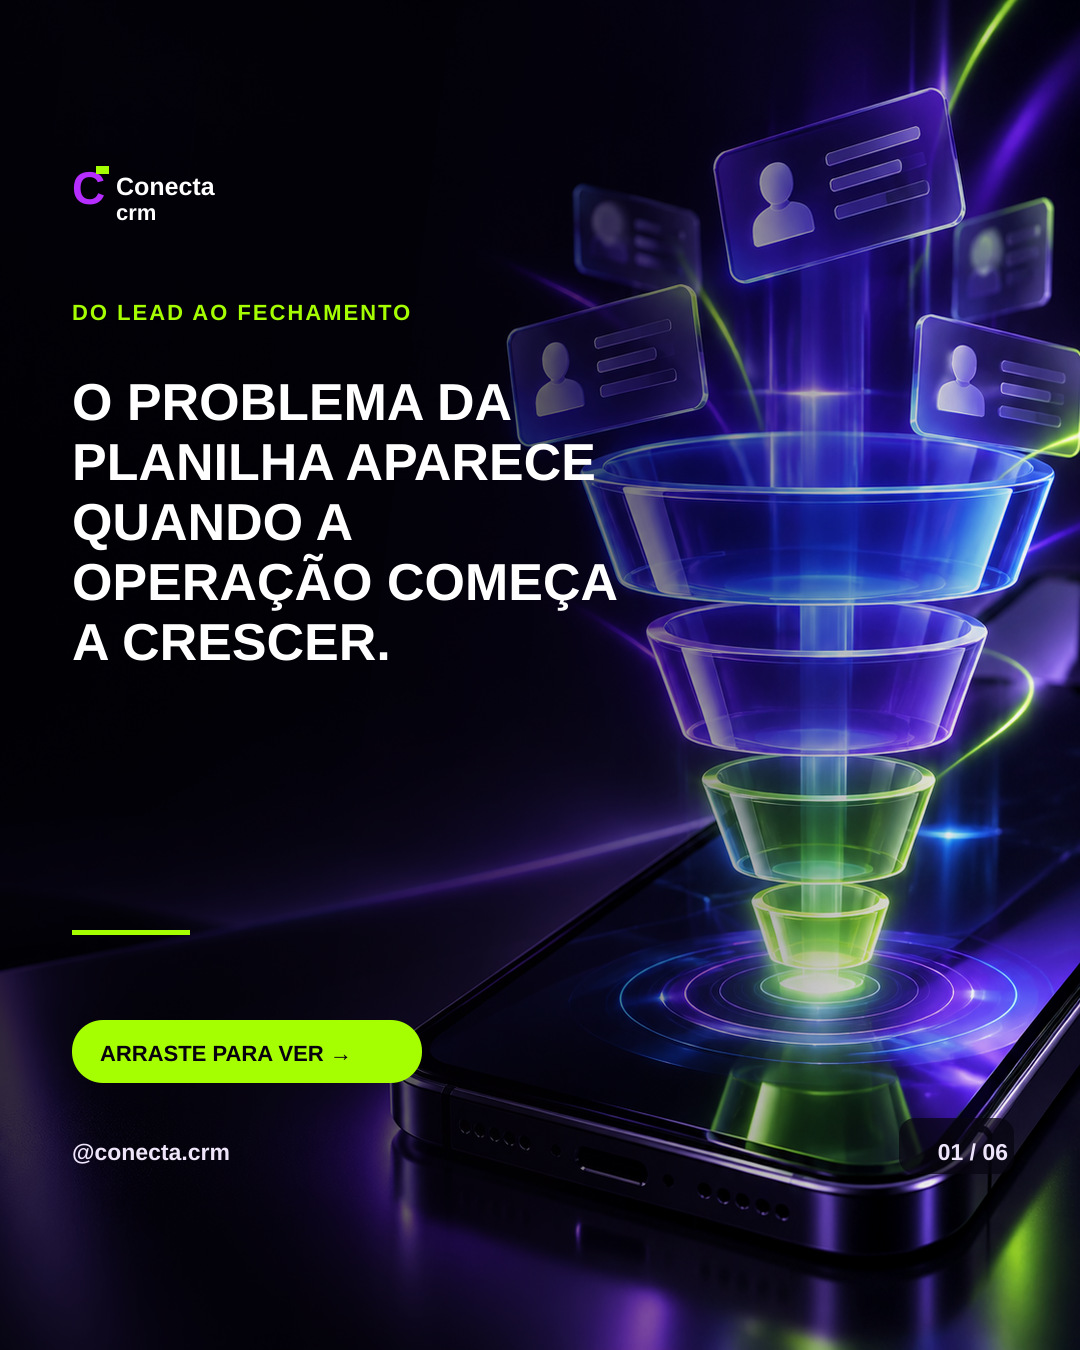 Conecta
crm
DO LEAD AO FECHAMENTO
O PROBLEMA DA
PLANILHA APARECE
QUANDO A
OPERAÇÃO COMEÇA
A CRESCER.
ARRASTE PARA VER →
@conecta.crm
01 / 06